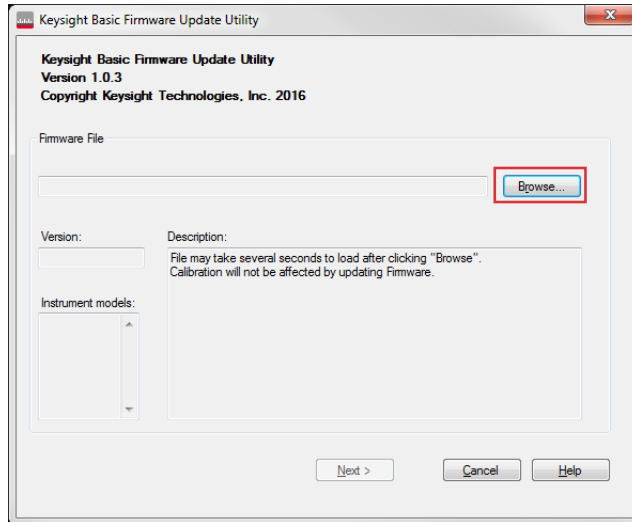 Keysight Basic Firmware Update Utility
Keysight Basic Firmware Update Utility
Version 1.0.3
Copyright Keysight Technologies, Inc. 2016
Firmware File
Browse...
Version:
Description:
File may take several seconds to load after clicking "Browse".
Calibration will not be affected by updating Firmware.
Instrument models:
Next >
Cancel
Help